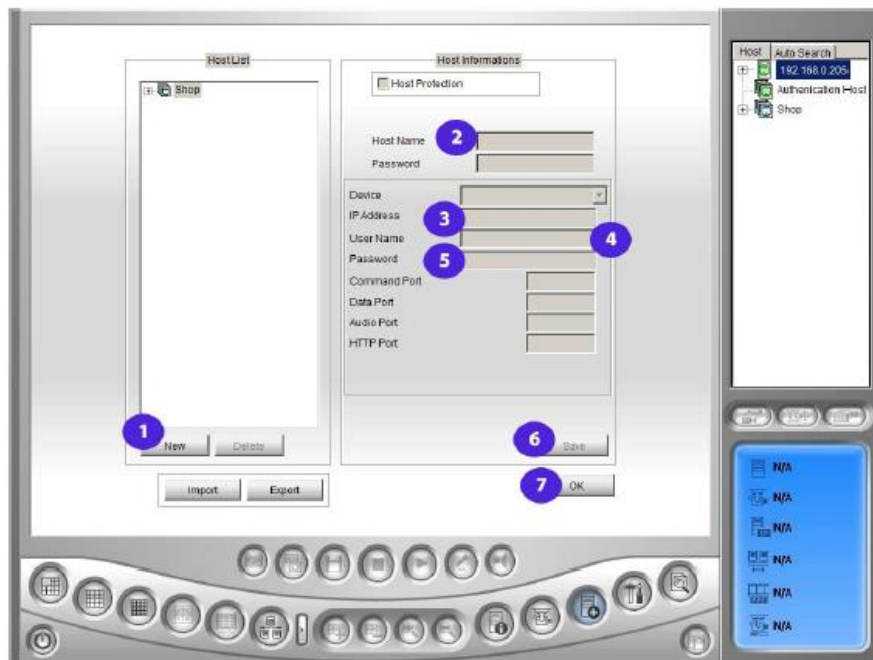 Host List
Shop
1
New
Delete
Import
Export
Host Informations
Host Protection
Host Name
2
Password
Device
IP Address
3
User Name
4
Password
5
Command Port
Data Port
Audio Port
HTTP Port
6
Save
7
OK
Host
Auto Search
192.168.0.205
Authenication Host
Shop
N/A
N/A
N/A
N/A
N/A
N/A